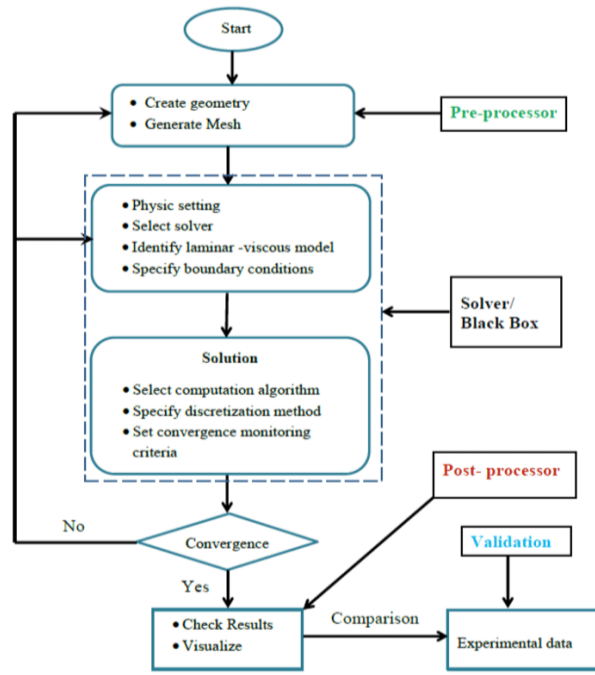 Start
• Create geometry
• Generate Mesh
Pre-processor
• Physic setting
• Select solver
• Identify laminar -viscous model
• Specify boundary conditions
Solver/
Black Box
Solution
• Select computation algorithm
• Specify discretization method
• Set convergence monitoring
criteria
Post- processor
No
Convergence
Validation
Yes
• Check Results
• Visualize
Comparison
Experimental data